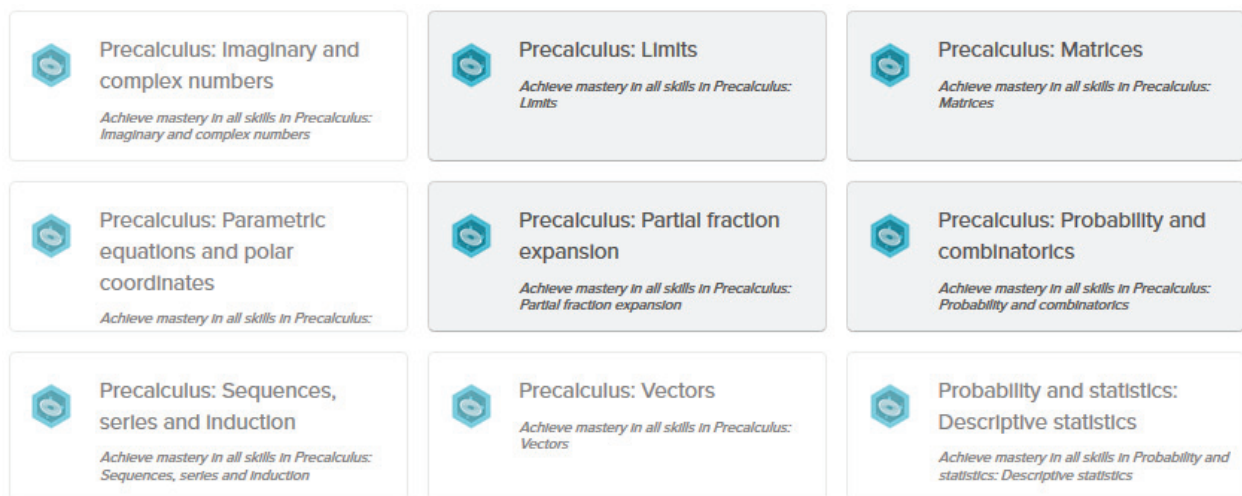 Precalculus: Imaginary and
complex numbers
Achieve mastery in all skills in Precalculus:
Imaginary and complex numbers
Precalculus: Limits
Achieve mastery in all skills in Precalculus:
Limits
Precalculus: Matrices
Achieve mastery in all skills in Precalculus:
Matrices
Precalculus: Parametric
equations and polar
coordinates
Achieve mastery in all skills in Precalculus:
Precalculus: Partial fraction
expansion
Achieve mastery in all skills in Precalculus:
Partial fraction expansion
Precalculus: Probability and
combinatorics
Achieve mastery in all skills in Precalculus:
Probability and combinatorics
Precalculus: Sequences,
series and induction
Achieve mastery in all skills in Precalculus:
Sequences, series and induction
Precalculus: Vectors
Achieve mastery in all skills in Precalculus:
Vectors
Probability and statistics:
Descriptive statistics
Achieve mastery in all skills in Probability and
statistics: Descriptive statistics